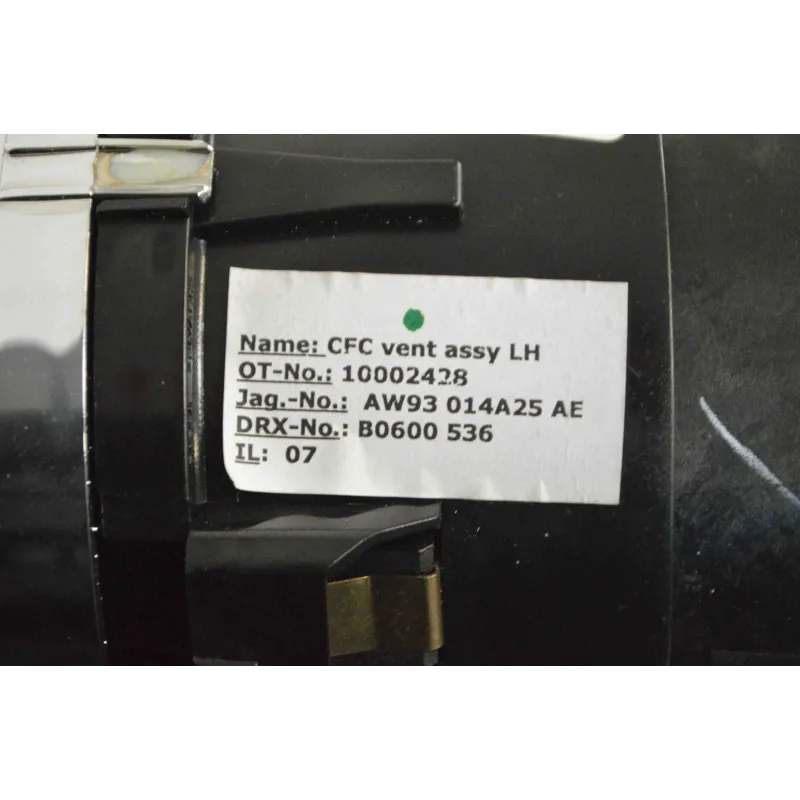 Name: CFC vent assy LH
OT-No.: 10002428
Jag.-No.: AW93 014A25 AE
DRX-No.: B0600 536
IL: 07